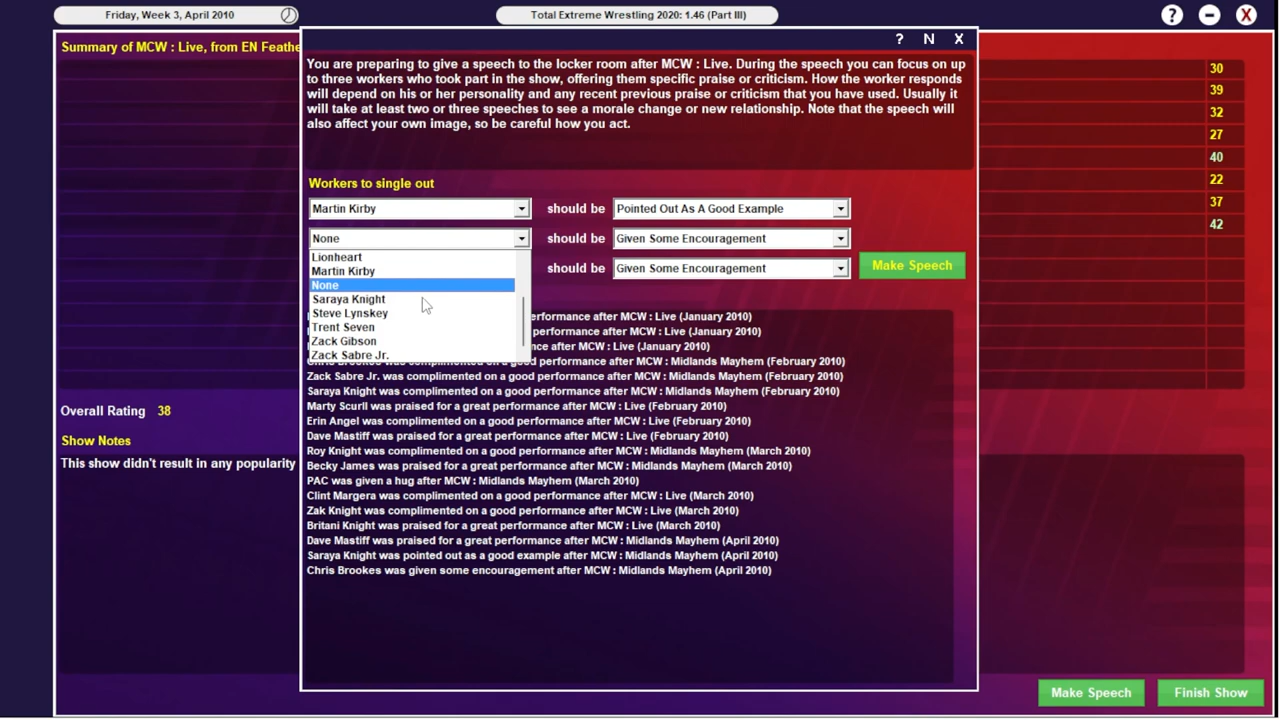 Friday, Week 3, April 2010
Total Extreme Wrestling 2020: 1.46 (Part III)
? – X
Summary of MCW : Live, from EN Feathe
? N X
You are preparing to give a speech to the locker room after MCW : Live. During the speech you can focus on up
to three workers who took part in the show, offering them specific praise or criticism. How the worker responds
will depend on his or her personality and any recent previous praise or criticism that you have used. Usually it
will take at least two or three speeches to see a morale change or new relationship. Note that the speech will
also affect your own image, so be careful how you act.
30
39
32
27
40
22
37
42
Workers to single out
Martin Kirby should be Pointed Out As A Good Example
None should be Given Some Encouragement
should be Given Some Encouragement
Make Speech
Lionheart
Martin Kirby
None
Saraya Knight
Steve Lynskey
Trent Seven
Zack Gibson
Zack Sabre Jr.
erformance after MCW : Live (January 2010)
performance after MCW : Live (January 2010)
nce after MCW : Live (January 2010)
Chris Brookes was complimented on a good performance after MCW : Midlands Mayhem (February 2010)
Zack Sabre Jr. was complimented on a good performance after MCW : Midlands Mayhem (February 2010)
Saraya Knight was complimented on a good performance after MCW : Midlands Mayhem (February 2010)
Marty Scurll was praised for a great performance after MCW : Live (February 2010)
Erin Angel was complimented on a good performance after MCW : Live (February 2010)
Dave Mastiff was praised for a great performance after MCW : Live (February 2010)
Roy Knight was complimented on a good performance after MCW : Midlands Mayhem (March 2010)
Becky James was praised for a great performance after MCW : Midlands Mayhem (March 2010)
PAC was given a hug after MCW : Midlands Mayhem (March 2010)
Clint Margera was complimented on a good performance after MCW : Live (March 2010)
Zak Knight was complimented on a good performance after MCW : Live (March 2010)
Britani Knight was praised for a great performance after MCW : Live (March 2010)
Dave Mastiff was praised for a great performance after MCW : Midlands Mayhem (April 2010)
Saraya Knight was pointed out as a good example after MCW : Midlands Mayhem (April 2010)
Chris Brookes was given some encouragement after MCW : Midlands Mayhem (April 2010)
Overall Rating 38
Show Notes
This show didn't result in any popularity
Make Speech
Finish Show